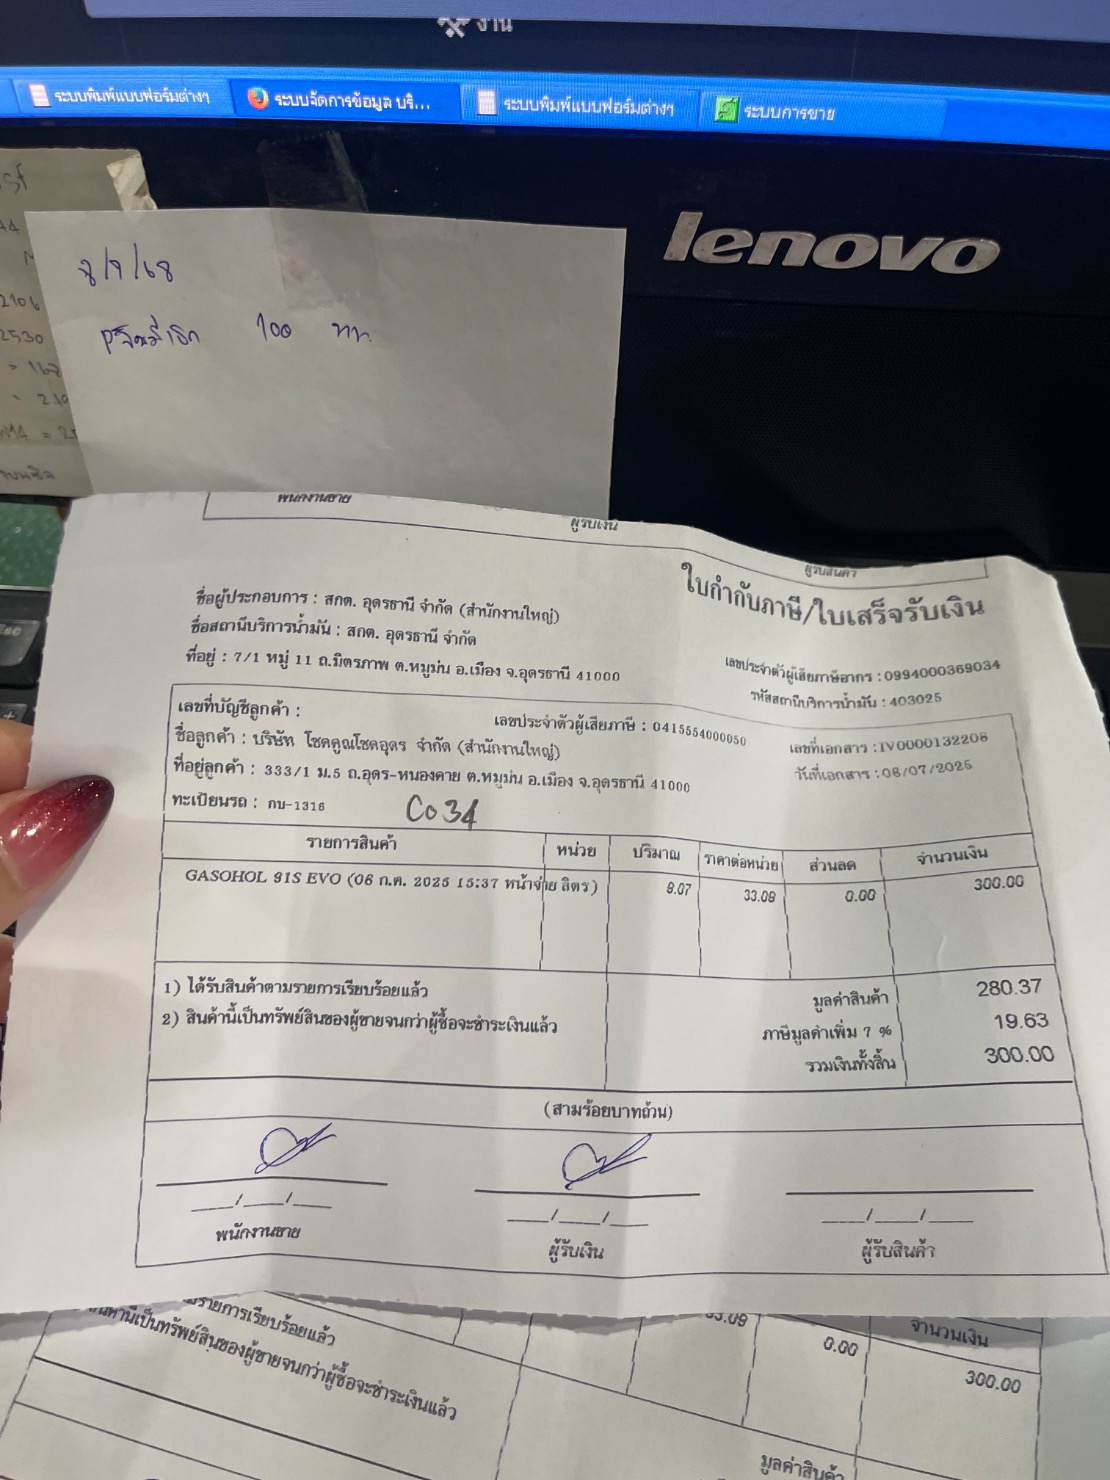 งาน
ระบบพิมพ์แบบฟอร์มต่างๆ
ระบบจัดการข้อมูล บริ...
ระบบพิมพ์แบบฟอร์มต่างๆ
ระบบการขาย
lenovo
2106
2530
8/7/68
100
พนักงานขาย
ผู้รับเงิน
ผู้รับสินค้า
ใบกำกับภาษี/ใบเสร็จรับเงิน
ชื่อผู้ประกอบการ : สกต. อุดรธานี จำกัด (สำนักงานใหญ่)
ชื่อสถานีบริการน้ำมัน : สกต. อุดรธานี จำกัด
ที่อยู่ : 7/1 หมู่ 11 ถ.มิตรภาพ ต.หมูม่น อ.เมือง จ.อุดรธานี 41000
เลขประจำตัวผู้เสียภาษีอากร : 0994000369034
รหัสสถานีบริการน้ำมัน : 403025
เลขที่บัญชีลูกค้า :
เลขประจำตัวผู้เสียภาษี : 0415554000050
ชื่อลูกค้า : บริษัท โชคคูณโชคอุดร จำกัด (สำนักงานใหญ่)
ที่อยู่ลูกค้า : 333/1 ม.5 ถ.อุดร-หนองคาย ต.หมูม่น อ.เมือง จ.อุดรธานี 41000
ทะเบียนรถ : กบ-1316
CO34
เลขที่เอกสาร : IV0000132206
วันที่เอกสาร : 08/07/2025
รายการสินค้า หน่วย ปริมาณ ราคาต่อหน่วย ส่วนลด จำนวนเงิน
GASOHOL 91S EVO (08 ก.ค. 2025 15:37 หน้าจ่าย ลิตร) 9.07 33.09 0.00 300.00
1) ได้รับสินค้าตามรายการเรียบร้อยแล้ว
2) สินค้านี้เป็นทรัพย์สินของผู้ขายจนกว่าผู้ซื้อจะชำระเงินแล้ว
มูลค่าสินค้า 280.37
ภาษีมูลค่าเพิ่ม 7 % 19.63
รวมเงินทั้งสิ้น 300.00
(สามร้อยบาทถ้วน)
___/___/___
___/___/___
___/___/___
พนักงานขาย
ผู้รับเงิน
ผู้รับสินค้า
รายการเรียบร้อยแล้ว
เป็นทรัพย์สินของผู้ขายจนกว่าผู้ซื้อจะชำระเงินแล้ว
33.09
0.00
จำนวนเงิน
300.00
มูลค่าสินค้า